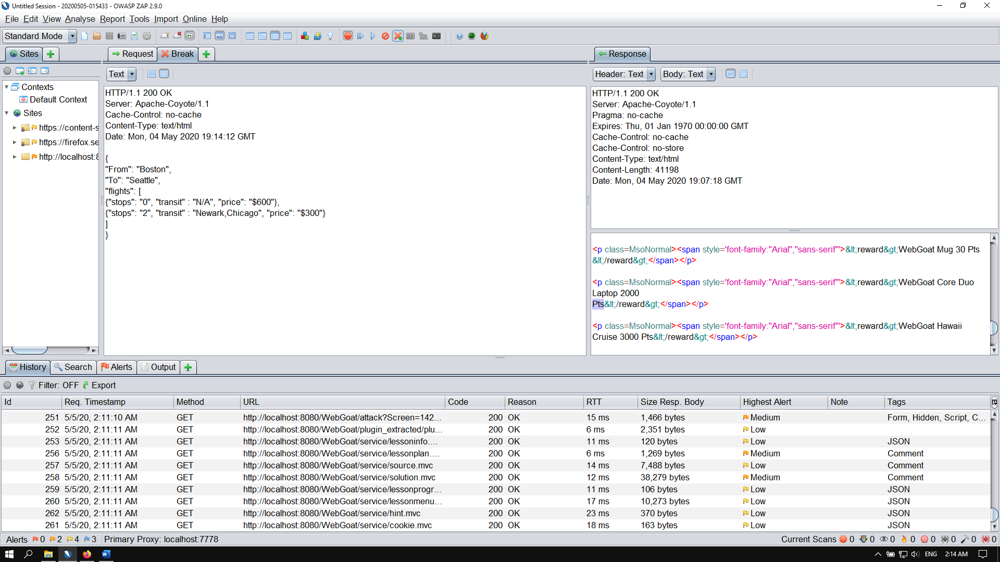 Untitled Session - 20200505-015433 - OWASP ZAP 2.9.0
File Edit View Analyse Report Tools Import Online Help
Standard Mode
Sites
Request Break
Response
Text
Header: Text Body: Text
Contexts
Default Context
Sites
https://content-s
https://firefox.se
http://localhost:8
HTTP/1.1 200 OK
Server: Apache-Coyote/1.1
Cache-Control: no-cache
Content-Type: text/html
Date: Mon, 04 May 2020 19:14:12 GMT
{
"From": "Boston",
"To": "Seattle",
"flights": [
{"stops": "0", "transit" : "N/A", "price": "$600"},
{"stops": "2", "transit" : "Newark,Chicago", "price": "$300"}
]
}
HTTP/1.1 200 OK
Server: Apache-Coyote/1.1
Pragma: no-cache
Expires: Thu, 01 Jan 1970 00:00:00 GMT
Cache-Control: no-cache
Cache-Control: no-store
Content-Type: text/html
Content-Length: 41198
Date: Mon, 04 May 2020 19:07:18 GMT
<p class=MsoNormal><span style='font-family:"Arial","sans-serif"'>&lt;reward&gt;WebGoat Mug 30 Pts
&lt;/reward&gt;</span></p>
<p class=MsoNormal><span style='font-family:"Arial","sans-serif"'>&lt;reward&gt;WebGoat Core Duo
Laptop 2000
Pts&lt;/reward&gt;</span></p>
<p class=MsoNormal><span style='font-family:"Arial","sans-serif"'>&lt;reward&gt;WebGoat Hawaii
Cruise 3000 Pts&lt;/reward&gt;</span></p>
History Search Alerts Output
Filter: OFF Export
Id Req. Timestamp Method URL Code Reason RTT Size Resp. Body Highest Alert Note Tags
251 5/5/20, 2:11:10 AM GET http://localhost:8080/WebGoat/attack?Screen=142... 200 OK 15 ms 1,466 bytes Medium Form, Hidden, Script, C...
252 5/5/20, 2:11:11 AM GET http://localhost:8080/WebGoat/plugin_extracted/plu... 200 OK 6 ms 2,351 bytes Low
253 5/5/20, 2:11:11 AM GET http://localhost:8080/WebGoat/service/lessoninfo.... 200 OK 11 ms 120 bytes Low JSON
256 5/5/20, 2:11:11 AM GET http://localhost:8080/WebGoat/service/lessonplan.... 200 OK 6 ms 1,269 bytes Medium Comment
257 5/5/20, 2:11:11 AM GET http://localhost:8080/WebGoat/service/source.mvc 200 OK 14 ms 7,488 bytes Low Comment
258 5/5/20, 2:11:11 AM GET http://localhost:8080/WebGoat/service/solution.mvc 200 OK 12 ms 38,279 bytes Medium Comment
259 5/5/20, 2:11:11 AM GET http://localhost:8080/WebGoat/service/lessonprogr... 200 OK 11 ms 106 bytes Low JSON
260 5/5/20, 2:11:11 AM GET http://localhost:8080/WebGoat/service/lessonmenu... 200 OK 17 ms 10,273 bytes Low JSON
262 5/5/20, 2:11:11 AM GET http://localhost:8080/WebGoat/service/hint.mvc 200 OK 23 ms 370 bytes Low JSON
261 5/5/20, 2:11:11 AM GET http://localhost:8080/WebGoat/service/cookie.mvc 200 OK 18 ms 163 bytes Low JSON
Alerts 0 2 4 3 Primary Proxy: localhost:7778 Current Scans 0 0 0 0 0 0 0 0
ENG 2:14 AM